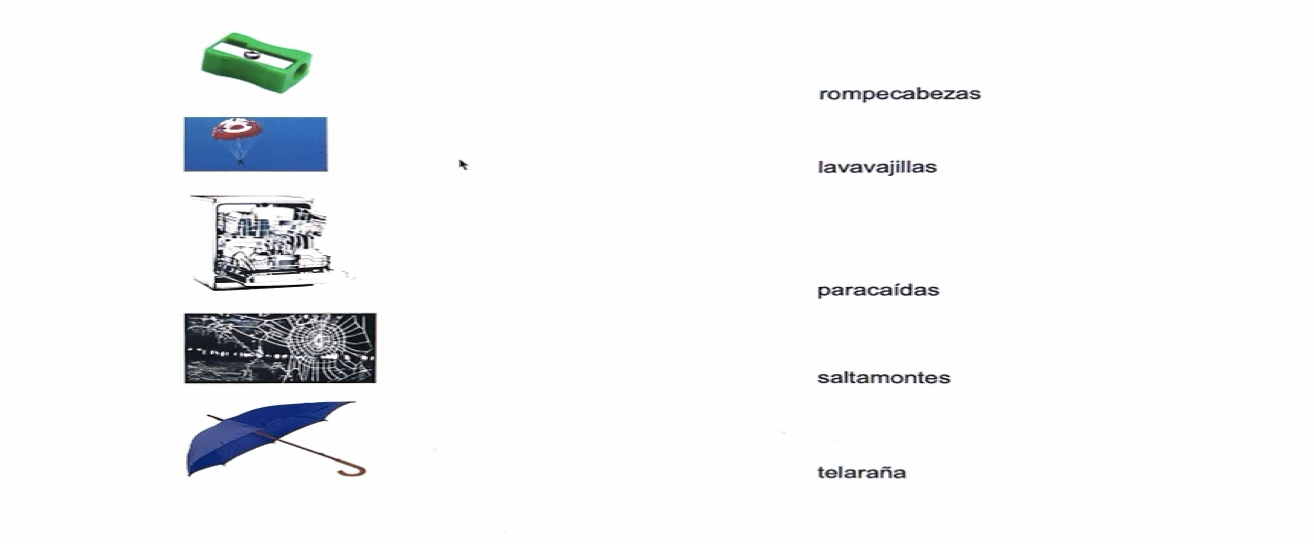 rompecabezas
lavavajillas
paracaídas
saltamontes
telaraña